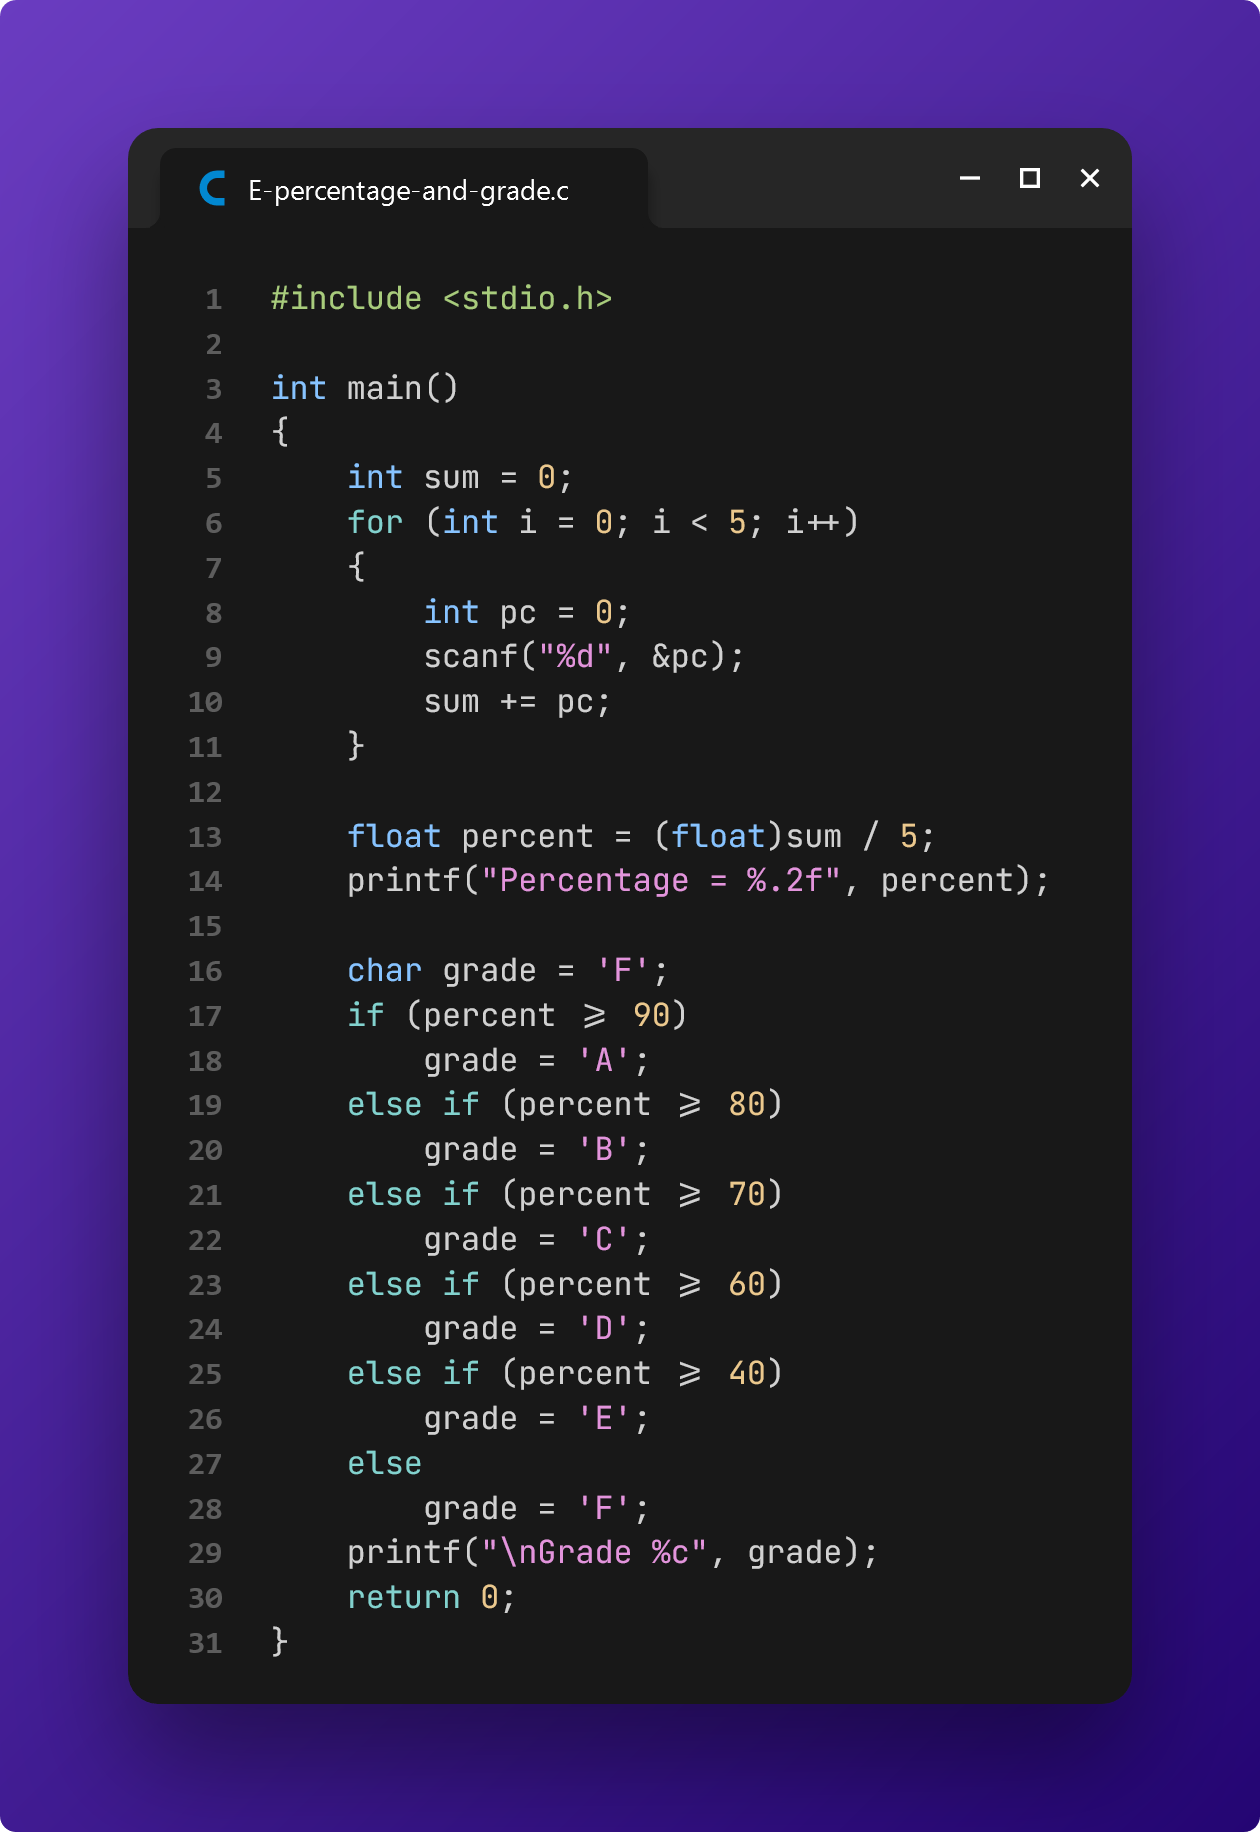 E-percentage-and-grade.c
1 #include <stdio.h>
2
3 int main()
4 {
5     int sum = 0;
6     for (int i = 0; i < 5; i++)
7     {
8         int pc = 0;
9         scanf("%d", &pc);
10         sum += pc;
11     }
12
13     float percent = (float)sum / 5;
14     printf("Percentage = %.2f", percent);
15
16     char grade = 'F';
17     if (percent >= 90)
18         grade = 'A';
19     else if (percent >= 80)
20         grade = 'B';
21     else if (percent >= 70)
22         grade = 'C';
23     else if (percent >= 60)
24         grade = 'D';
25     else if (percent >= 40)
26         grade = 'E';
27     else
28         grade = 'F';
29     printf("\nGrade %c", grade);
30     return 0;
31 }